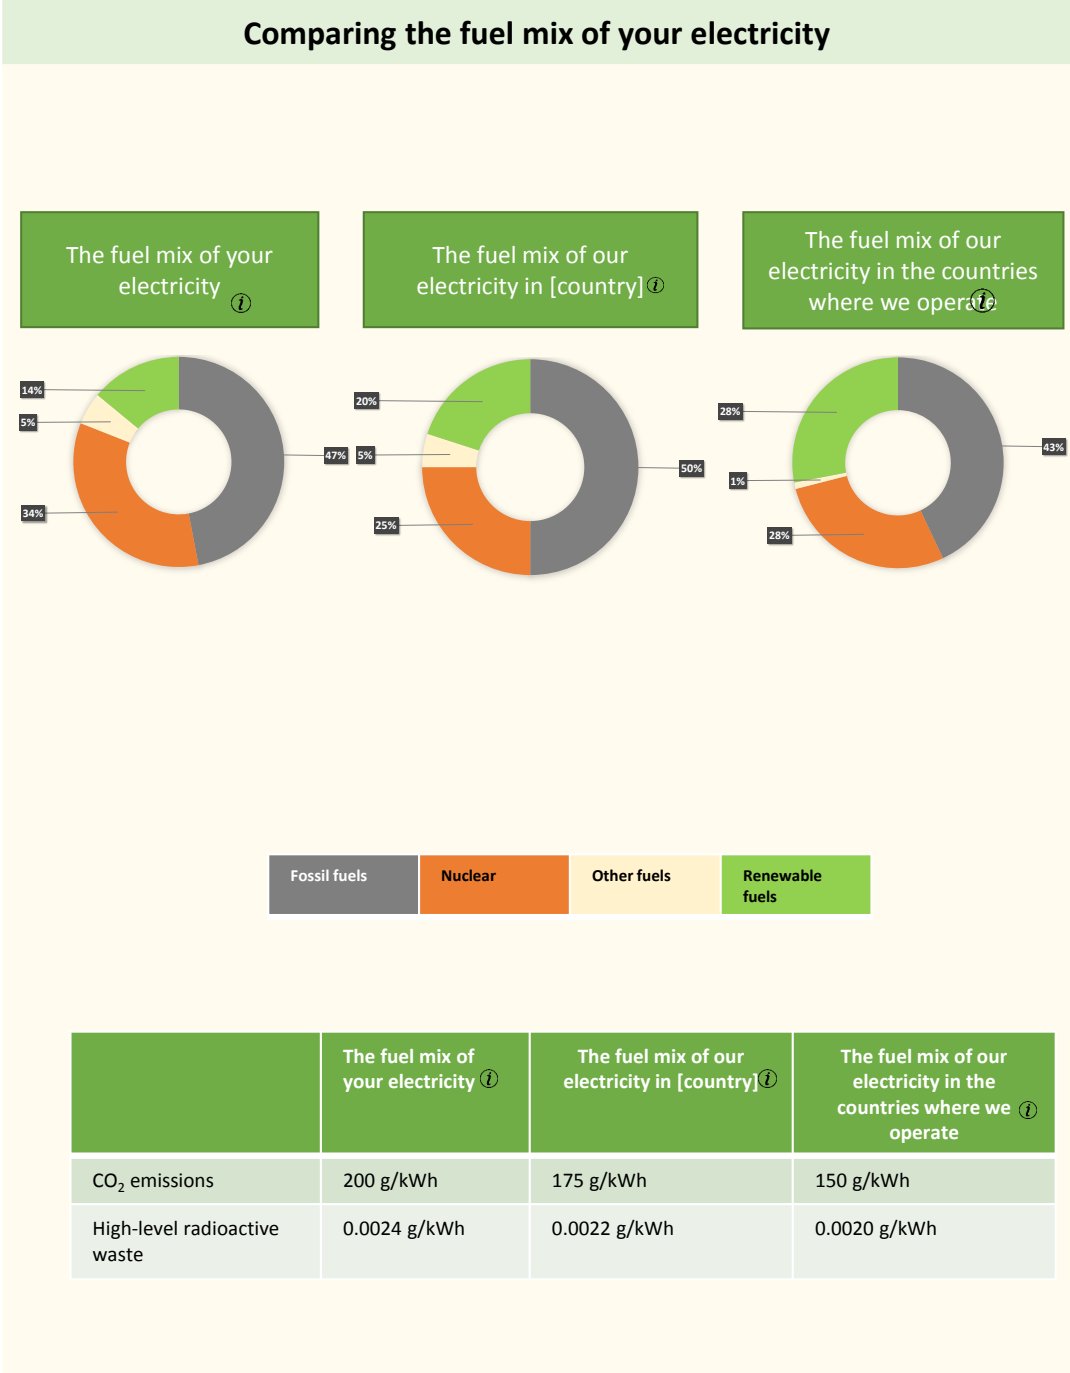 Comparing the fuel mix of your electricity
The fuel mix of your
electricity i
The fuel mix of our
electricity in [country] i
The fuel mix of our
electricity in the countries
where we operate i
14%
5%
47%
34%
20%
5%
50%
25%
28%
43%
1%
28%
Fossil fuels
Nuclear
Other fuels
Renewable
fuels
The fuel mix of
your electricity i
The fuel mix of our
electricity in [country] i
The fuel mix of our
electricity in the
countries where we i
operate
CO₂ emissions
200 g/kWh
175 g/kWh
150 g/kWh
High-level radioactive
waste
0.0024 g/kWh
0.0022 g/kWh
0.0020 g/kWh